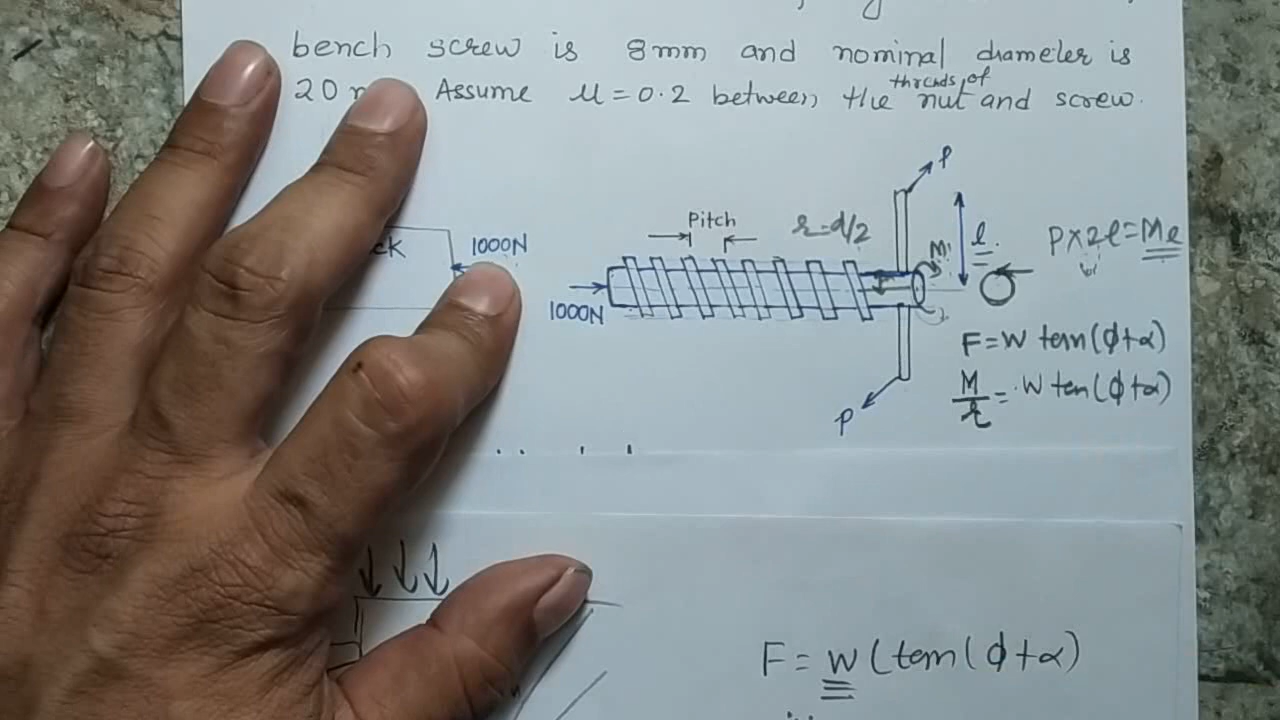 bench screw is 8mm and nominal diameter is
20 Assume μ = 0.2 between the threads of nut and screw.
Pitch
r=d/2
P
l
M
P×2l=Me
1000N
1000N
F=W tan(ϕ+α)
M/r = W tan(ϕ+α)
P
F = W (tan(ϕ+α)